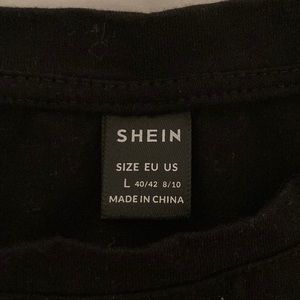 SHEIN
SIZE EU US
L 40/42 8/10
MADE IN CHINA